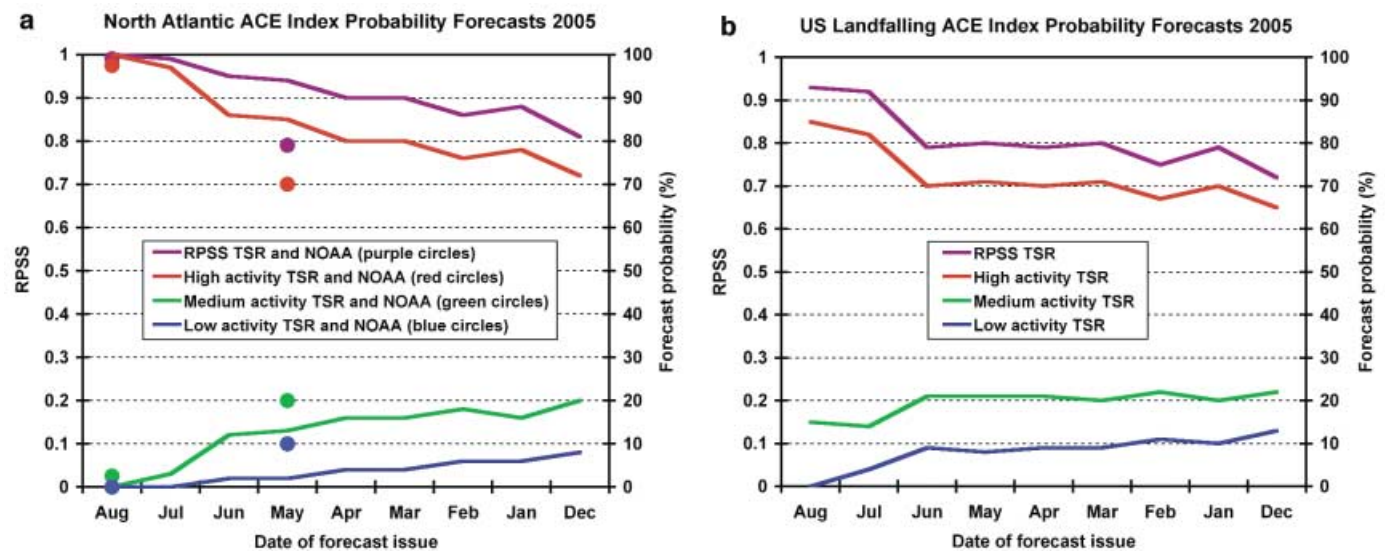 a
North Atlantic ACE Index Probability Forecasts 2005
1
0.9
0.8
0.7
0.6
0.5
0.4
0.3
0.2
0.1
0
RPSS
100
90
80
70
60
50
40
30
20
10
0
Forecast probability (%)
RPSS TSR and NOAA (purple circles)
High activity TSR and NOAA (red circles)
Medium activity TSR and NOAA (green circles)
Low activity TSR and NOAA (blue circles)
Aug Jul Jun May Apr Mar Feb Jan Dec
Date of forecast issue
b
US Landfalling ACE Index Probability Forecasts 2005
1
0.9
0.8
0.7
0.6
0.5
0.4
0.3
0.2
0.1
0
RPSS
100
90
80
70
60
50
40
30
20
10
0
Forecast probability (%)
RPSS TSR
High activity TSR
Medium activity TSR
Low activity TSR
Aug Jul Jun May Apr Mar Feb Jan Dec
Date of forecast issue